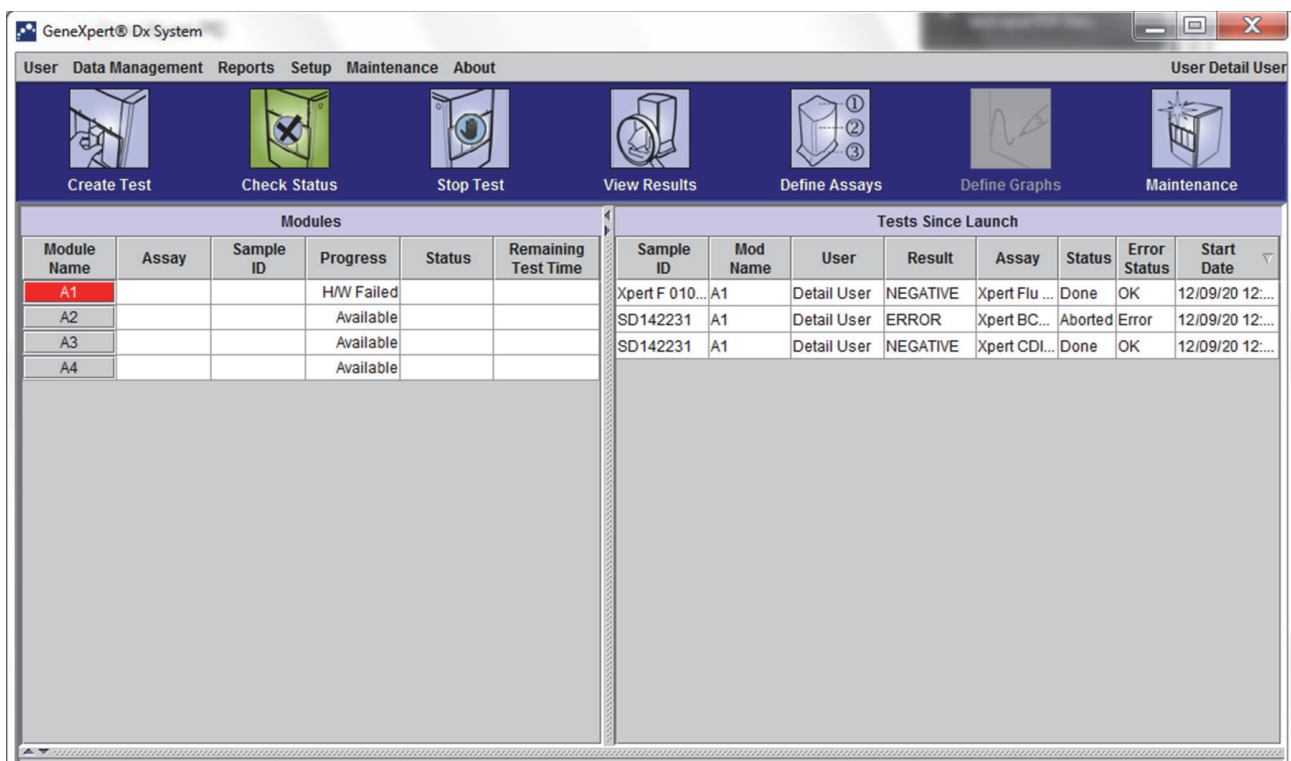 GeneXpert® Dx System
User Data Management Reports Setup Maintenance About User Detail User
① ② ③
Create Test Check Status Stop Test View Results Define Assays Define Graphs Maintenance
Modules
Module Name Assay Sample ID Progress Status Remaining Test Time
A1 H/W Failed
A2 Available
A3 Available
A4 Available
Tests Since Launch
Sample ID Mod Name User Result Assay Status Error Status Start Date
Xpert F 010... A1 Detail User NEGATIVE Xpert Flu ... Done OK 12/09/20 12:...
SD142231 A1 Detail User ERROR Xpert BC... Aborted Error 12/09/20 12:...
SD142231 A1 Detail User NEGATIVE Xpert CDI... Done OK 12/09/20 12:...